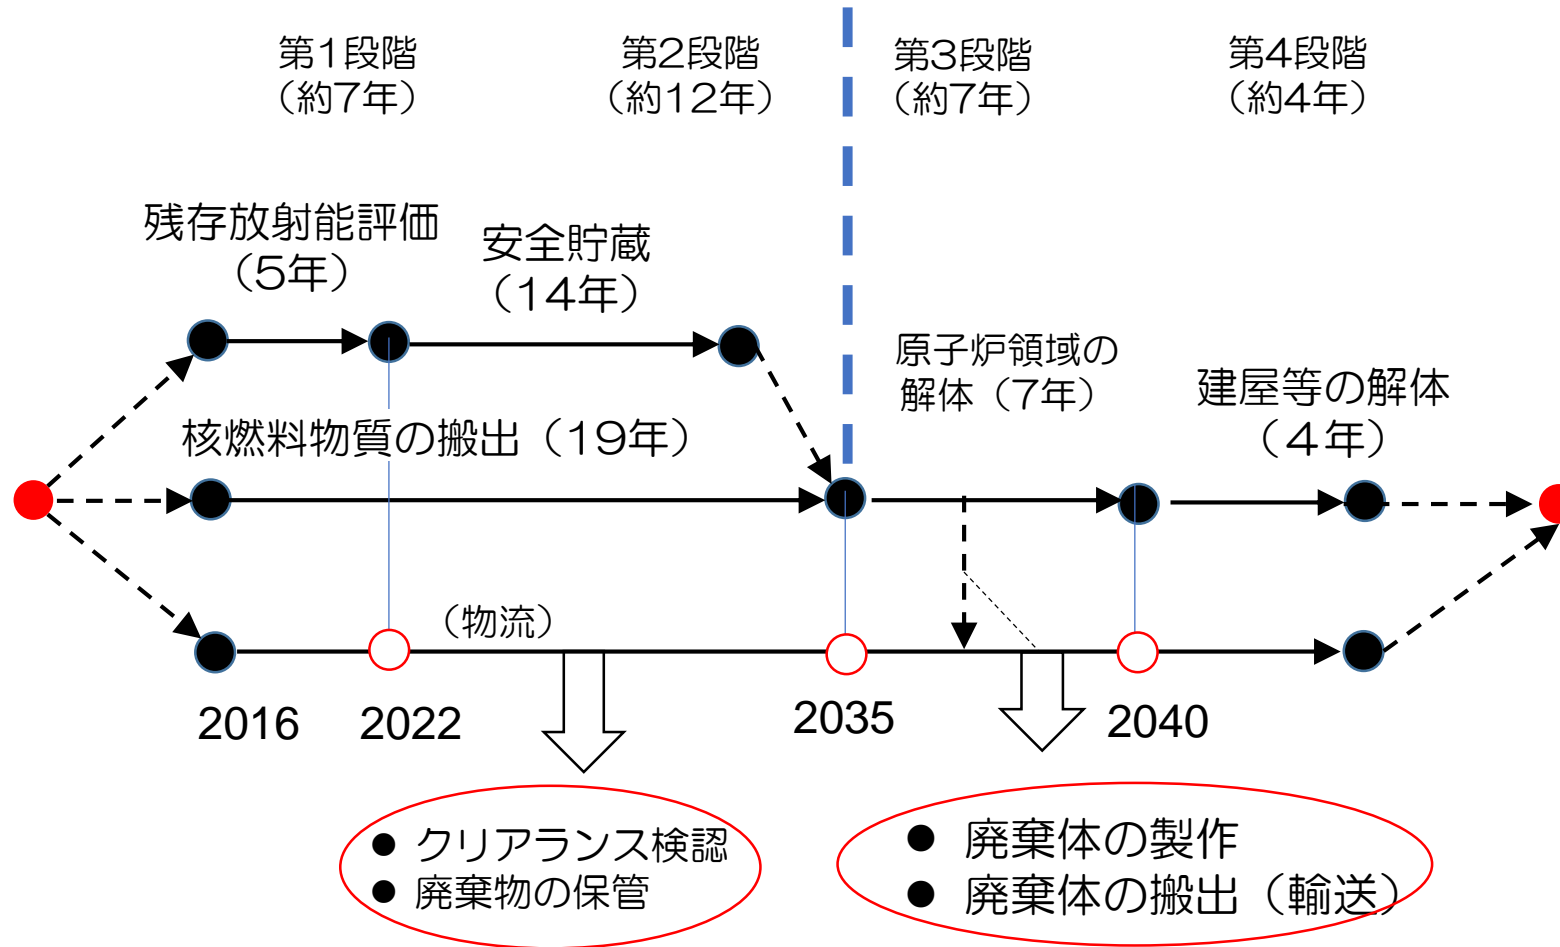 第1段階
（約7年）
第2段階
（約12年）
第3段階
（約7年）
第4段階
（約4年）
残存放射能評価
（5年）
安全貯蔵
（14年）
原子炉領域の
解体（7年）
建屋等の解体
（４年）
核燃料物質の搬出（19年）
（物流）
2016
2022
2035
2040
● クリアランス検認
● 廃棄物の保管
● 廃棄体の製作
● 廃棄体の搬出（輸送）